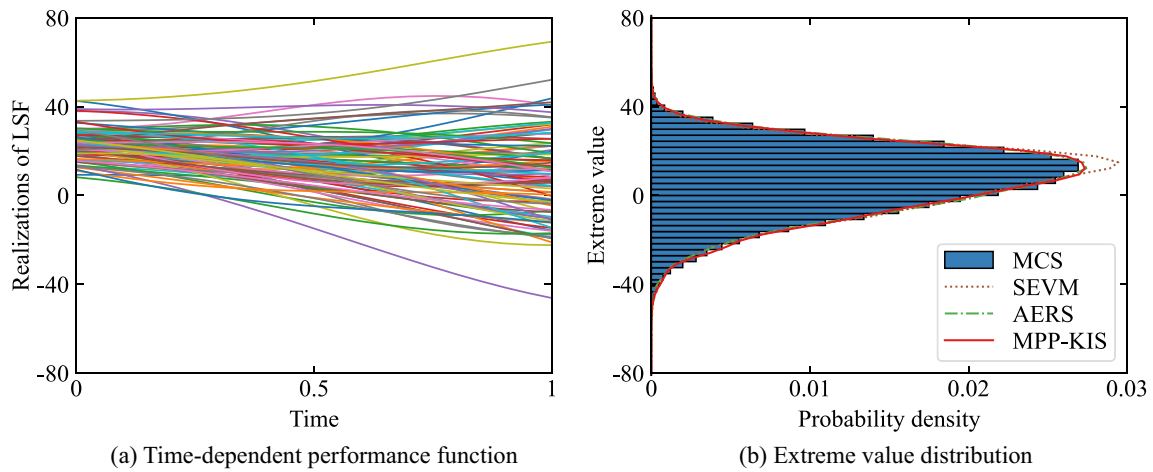 80
40
0
-40
-80
Realizations of LSF
0
0.5
1
Time
(a) Time-dependent performance function
80
40
0
-40
-80
Extreme value
MCS
SEVM
AERS
MPP-KIS
0
0.01
0.02
0.03
Probability density
(b) Extreme value distribution